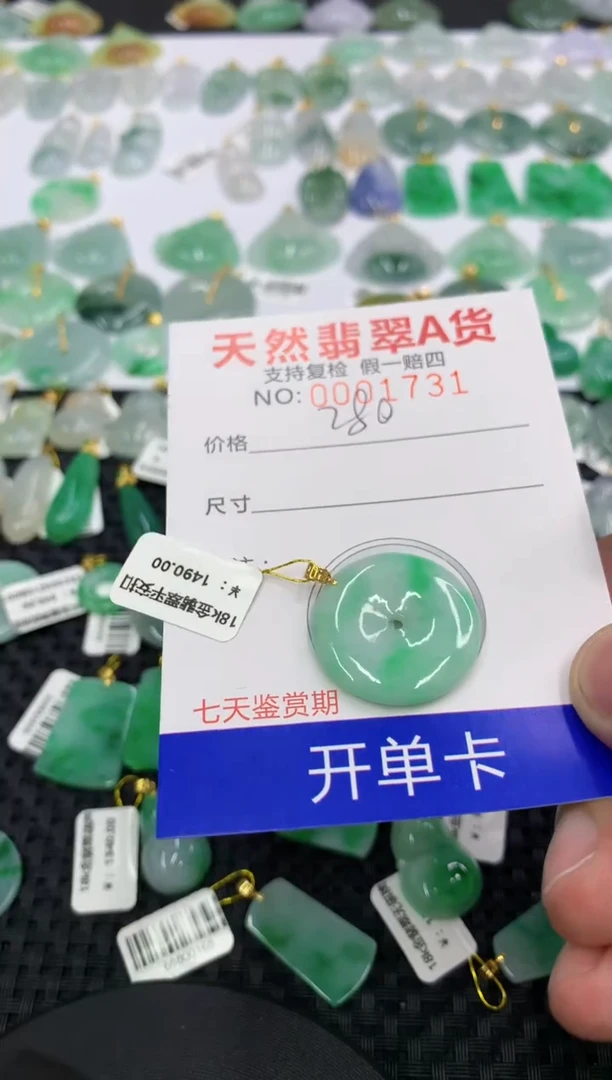 天然翡翠A货
支持复检 假一赔四
NO: 0001731
价格 280
尺寸
注:
18k金翡翠平安扣
¥: 1490.00
七天鉴赏期
开单卡